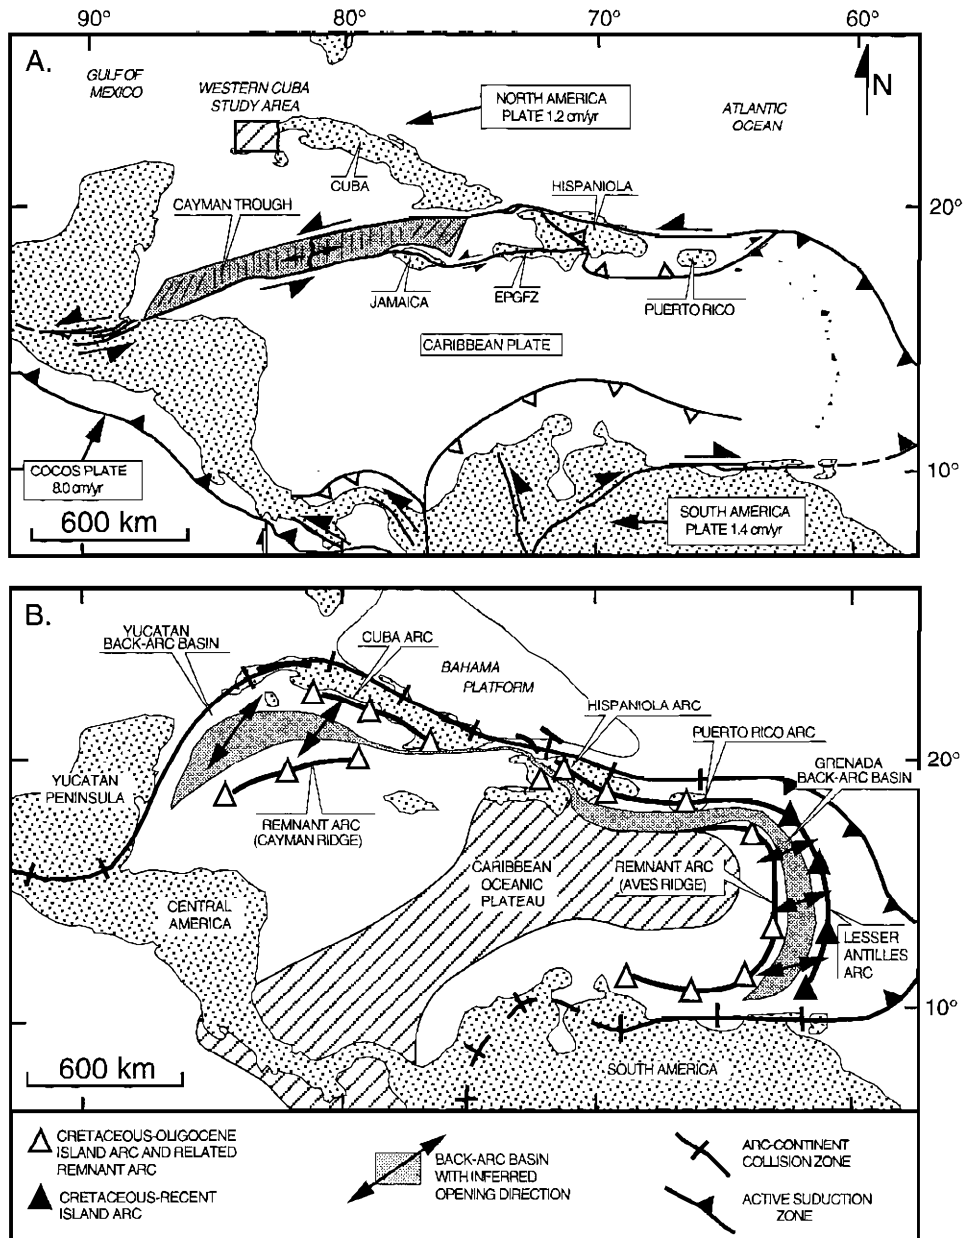 90°
80°
70°
60°
A.
GULF OF
MEXICO
WESTERN CUBA
STUDY AREA
NORTH AMERICA
PLATE 1.2 cm/yr
ATLANTIC
OCEAN
N
CUBA
HISPANIOLA
CAYMAN TROUGH
20°
JAMAICA
EPGFZ
PUERTO RICO
CARIBBEAN PLATE
COCOS PLATE
8.0 cm/yr
10°
600 km
SOUTH AMERICA
PLATE 1.4 cm/yr
B.
YUCATAN
BACK-ARC BASIN
CUBA ARC
BAHAMA
PLATFORM
HISPANIOLA ARC
PUERTO RICO ARC
GRENADA
BACK-ARC BASIN
20°
YUCATAN
PENINSULA
REMNANT ARC
(CAYMAN RIDGE)
CARIBBEAN
OCEANIC
PLATEAU
REMNANT ARC
(AVES RIDGE)
CENTRAL
AMERICA
LESSER
ANTILLES
ARC
10°
600 km
SOUTH AMERICA
CRETACEOUS-OLIGOCENE
ISLAND ARC AND RELATED
REMNANT ARC
CRETACEOUS-RECENT
ISLAND ARC
BACK-ARC BASIN
WITH INFERRED
OPENING DIRECTION
ARC-CONTINENT
COLLISION ZONE
ACTIVE SUDUCTION
ZONE